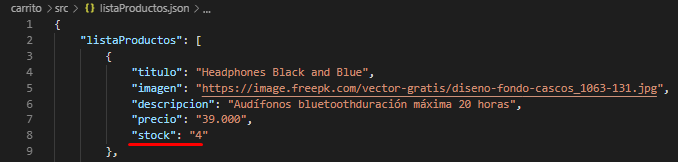 carrito > src > {} listaProductos.json > ...
1 {
2 "listaProductos": [
3 {
4 "titulo": "Headphones Black and Blue",
5 "imagen": "https://image.freepk.com/vector-gratis/diseno-fondo-cascos_1063-131.jpg",
6 "descripcion": "Audífonos bluetoothduración máxima 20 horas",
7 "precio": "39.000",
8 "stock": "4"
9 },